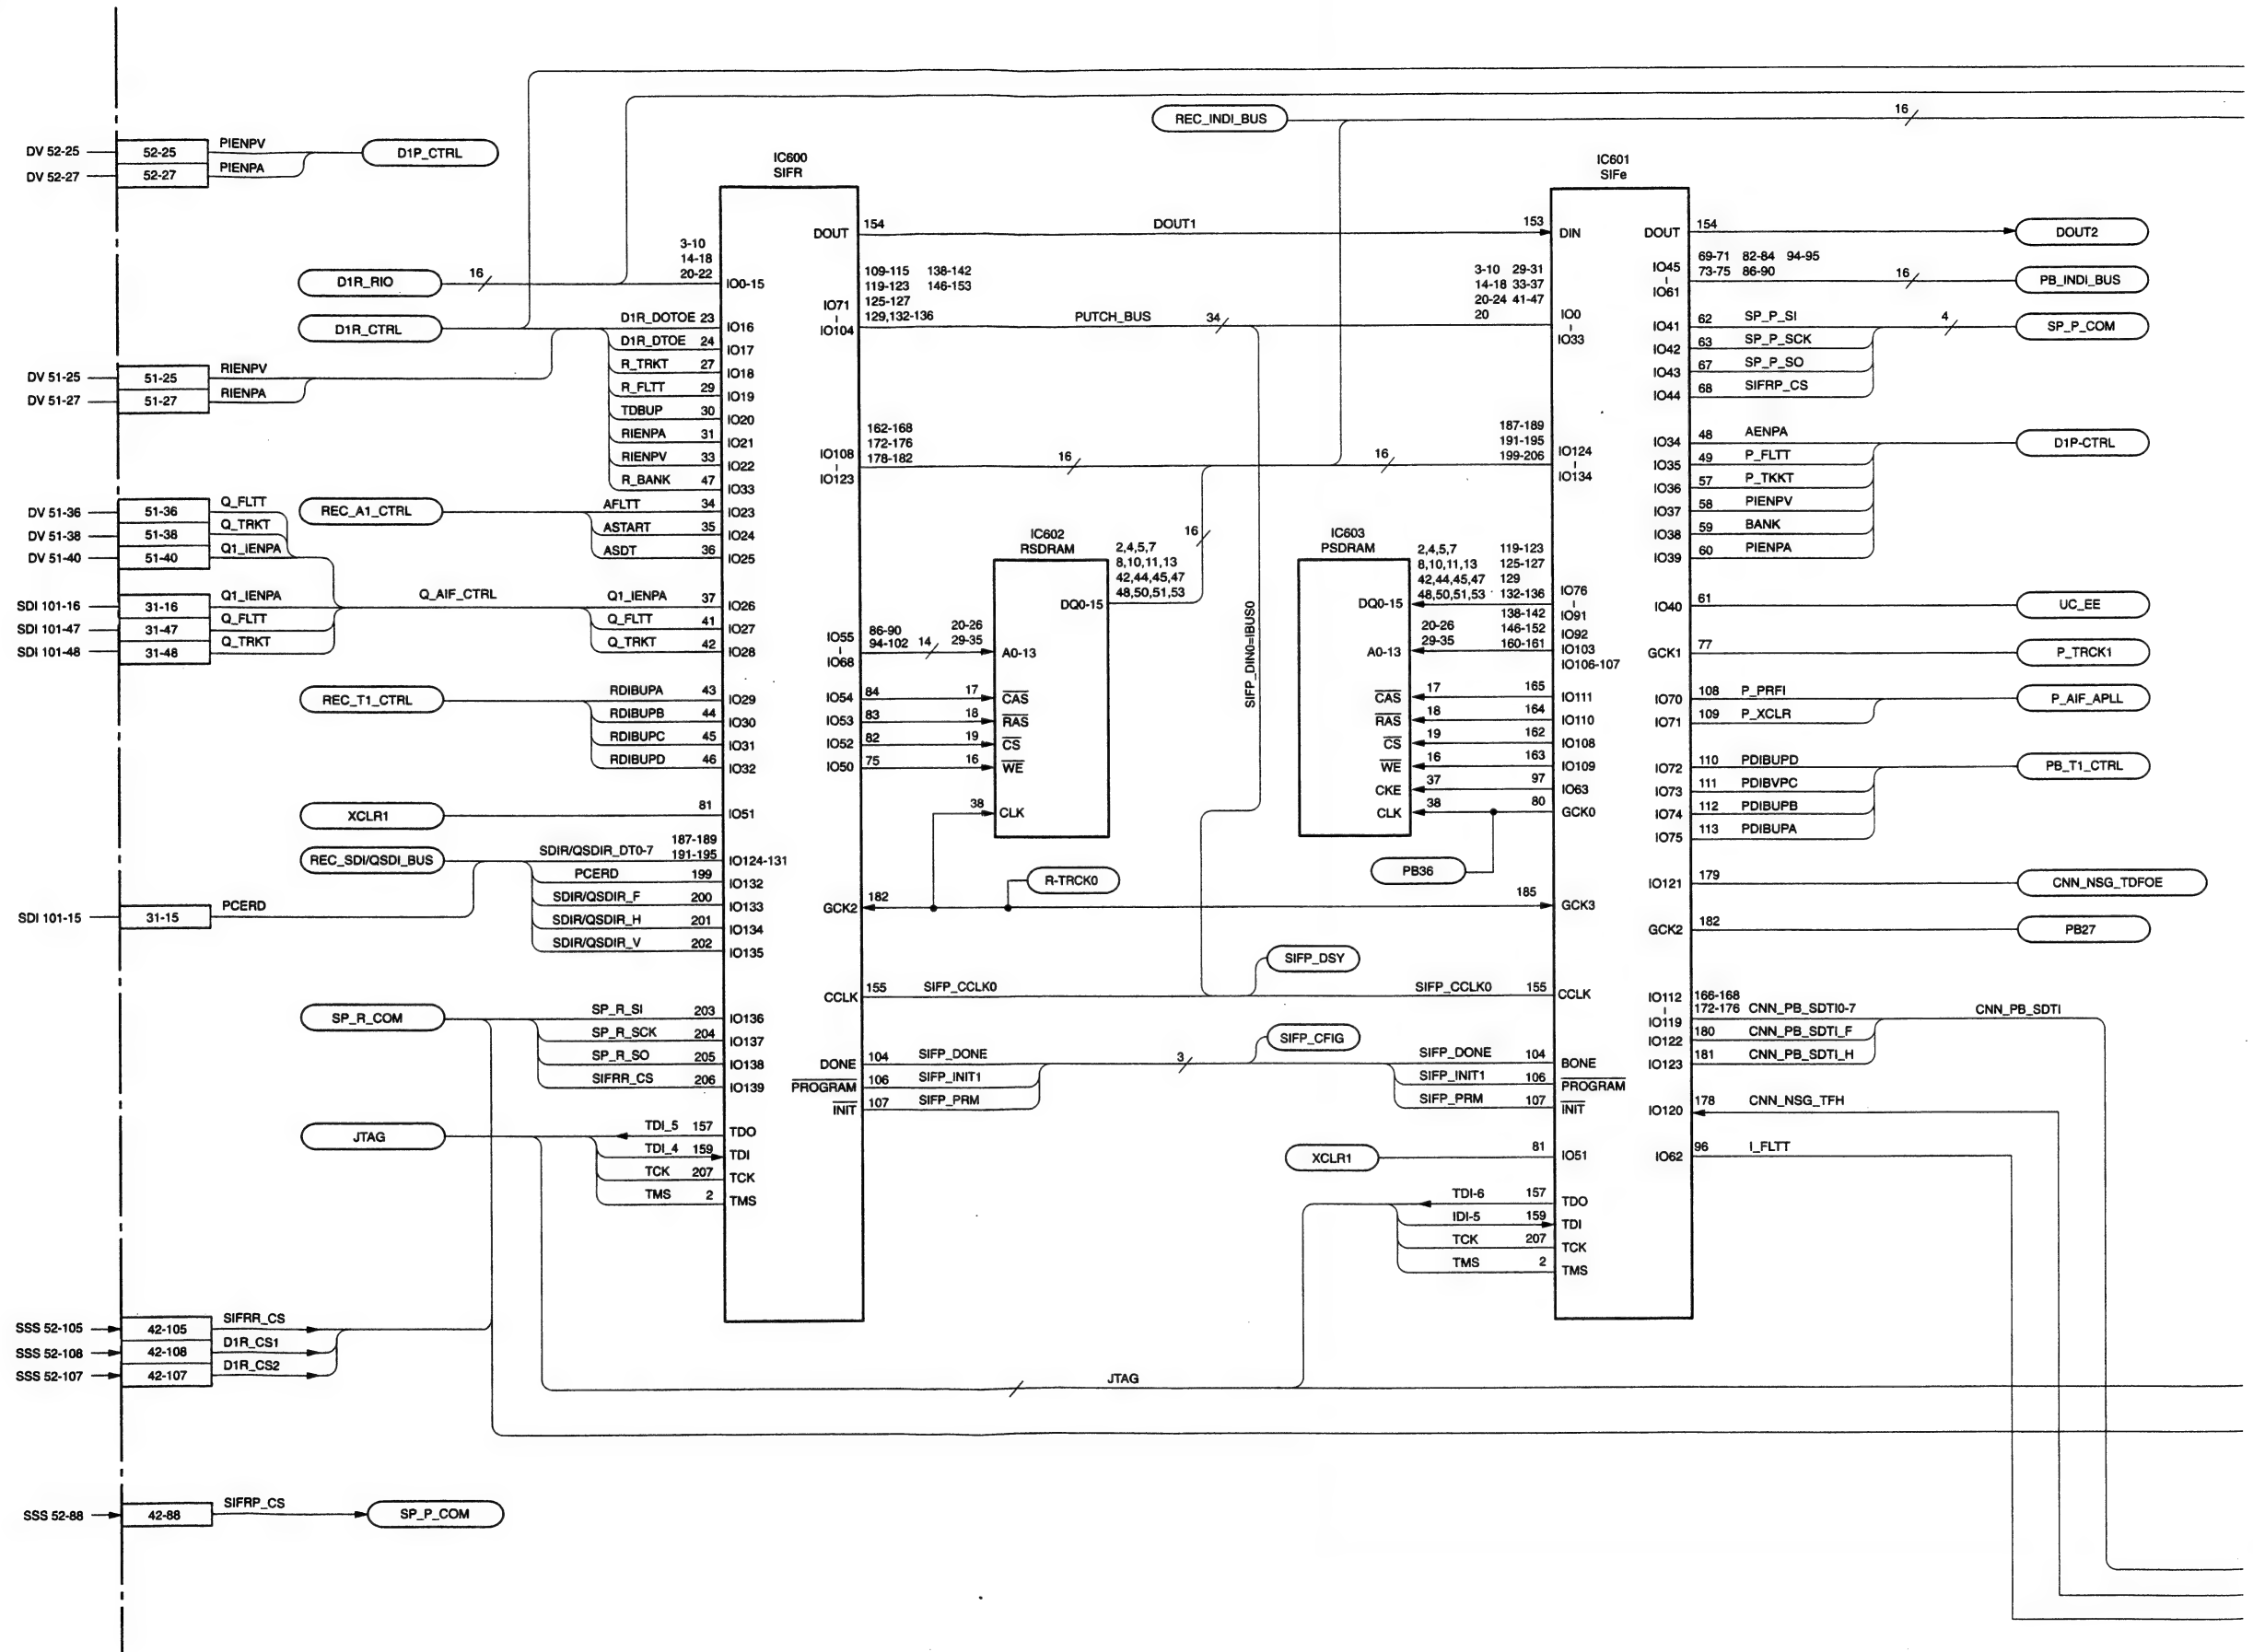 REC_INDI_BUS
16
DV 52-25
52-25
PIENPV
D1P_CTRL
DV 52-27
52-27
PIENPA
IC600
SIFR
IC601
SIFe
3-10
14-18
20-22
D1R_RIO
16
IO0-15
D1R_CTRL
D1R_DOTOE 23
IO16
D1R_DTOE 24
IO17
R_TRKT 27
IO18
R_FLTT 29
IO19
TDBUP 30
IO20
RIENPA 31
IO21
RIENPV 33
IO22
R_BANK 47
IO33
DV 51-25
51-25
RIENPV
DV 51-27
51-27
RIENPA
DV 51-36
51-36
Q_FLTT
DV 51-38
51-38
Q_TRKT
DV 51-40
51-40
Q1_IENPA
REC_A1_CTRL
AFLTT 34
IO23
ASTART 35
IO24
ASDT 36
IO25
SDI 101-16
31-16
Q1_IENPA
SDI 101-47
31-47
Q_FLTT
SDI 101-48
31-48
Q_TRKT
Q_AIF_CTRL
Q1_IENPA 37
IO26
Q_FLTT 41
IO27
Q_TRKT 42
IO28
REC_T1_CTRL
RDIBUPA 43
IO29
RDIBUPB 44
IO30
RDIBUPC 45
IO31
RDIBUPD 46
IO32
XCLR1
81
IO51
REC_SDI/QSDI_BUS
SDIR/QSDIR_DT0-7
187-189
191-195
IO124-131
PCERD 199
IO132
SDIR/QSDIR_F 200
IO133
SDIR/QSDIR_H 201
IO134
SDIR/QSDIR_V 202
IO135
SDI 101-15
31-15
PCERD
SP_R_COM
SP_R_SI 203
IO136
SP_R_SCK 204
IO137
SP_R_SO 205
IO138
SIFRR_CS 206
IO139
JTAG
TDI_5 157
TDO
TDI_4 159
TDI
TCK 207
TCK
TMS 2
TMS
SSS 52-105
42-105
SIFRR_CS
SSS 52-108
42-108
D1R_CS1
SSS 52-107
42-107
D1R_CS2
SSS 52-88
42-88
SIFRP_CS
SP_P_COM
DOUT
154
DOUT1
153
DIN
IO71
IO104
109-115 138-142
119-123 146-153
125-127
129,132-136
PUTCH_BUS
34
3-10 29-31
14-18 33-37
20-24 41-47
20
IO0
IO33
162-168
172-176
178-182
IO108
IO123
16
16
187-189
191-195
199-206
IO124
IO134
IC602
RSDRAM
2,4,5,7
8,10,11,13
42,44,45,47
48,50,51,53
DQ0-15
16
IO55
IO68
86-90
94-102
14
20-26
29-35
A0-13
IO54
84
17
CAS
IO53
83
18
RAS
IO52
82
19
CS
IO50
75
16
WE
38
CLK
SIFP_DIN0=IBUS0
IC603
PSDRAM
2,4,5,7
8,10,11,13
42,44,45,47
48,50,51,53
DQ0-15
119-123
125-127
129
132-136
IO76
IO91
20-26
29-35
A0-13
138-142
146-152
160-161
IO92
IO103
IO106-107
CAS
17
165
IO111
RAS
18
164
IO110
CS
19
162
IO108
WE
16
163
IO109
CKE
37
97
IO63
CLK
38
80
GCK0
PB36
R-TRCK0
GCK2
182
185
GCK3
SIFP_DSY
CCLK
155
SIFP_CCLK0
SIFP_CCLK0
155
CCLK
SIFP_CFIG
DONE
104
SIFP_DONE
3
SIFP_DONE
104
BONE
PROGRAM
106
SIFP_INIT1
SIFP_INIT1
106
PROGRAM
INIT
107
SIFP_PRM
SIFP_PRM
107
INIT
XCLR1
81
IO51
TDI-6 157
TDO
IDI-5 159
TDI
TCK 207
TCK
TMS 2
TMS
JTAG
DOUT
154
DOUT2
IO45
IO61
69-71 82-84 94-95
73-75 86-90
16
PB_INDI_BUS
IO41
62 SP_P_SI
4
SP_P_COM
IO42
63 SP_P_SCK
IO43
67 SP_P_SO
IO44
68 SIFRP_CS
IO34
48 AENPA
D1P-CTRL
IO35
49 P_FLTT
IO36
57 P_TKKT
IO37
58 PIENPV
IO38
59 BANK
IO39
60 PIENPA
IO40
61
UC_EE
GCK1
77
P_TRCK1
IO70
108 P_PRFI
P_AIF_APLL
IO71
109 P_XCLR
IO72
110 PDIBUPD
PB_T1_CTRL
IO73
111 PDIBVPC
IO74
112 PDIBUPB
IO75
113 PDIBUPA
IO121
179
CNN_NSG_TDFOE
GCK2
182
PB27
IO112
IO119
166-168
172-176 CNN_PB_SDTI0-7
CNN_PB_SDTI
IO122
180 CNN_PB_SDTI_F
IO123
181 CNN_PB_SDTI_H
IO120
178 CNN_NSG_TFH
IO62
96 I_FLTT